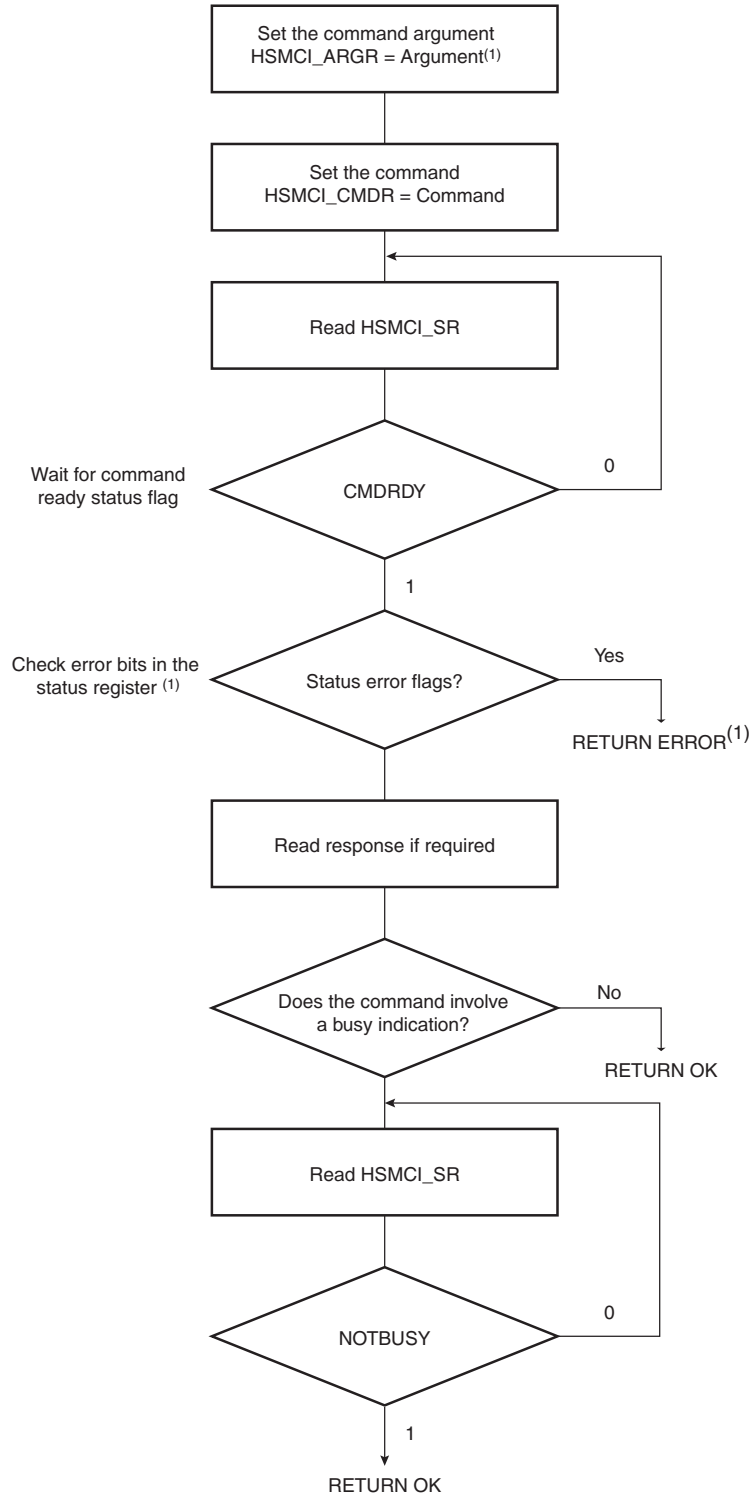 Set the command argument
HSMCI_ARGR = Argument(1)
Set the command
HSMCI_CMDR = Command
Read HSMCI_SR
Wait for command
ready status flag
CMDRDY
0
1
Check error bits in the
status register (1)
Status error flags?
Yes
RETURN ERROR(1)
Read response if required
Does the command involve
a busy indication?
No
RETURN OK
Read HSMCI_SR
NOTBUSY
0
1
RETURN OK